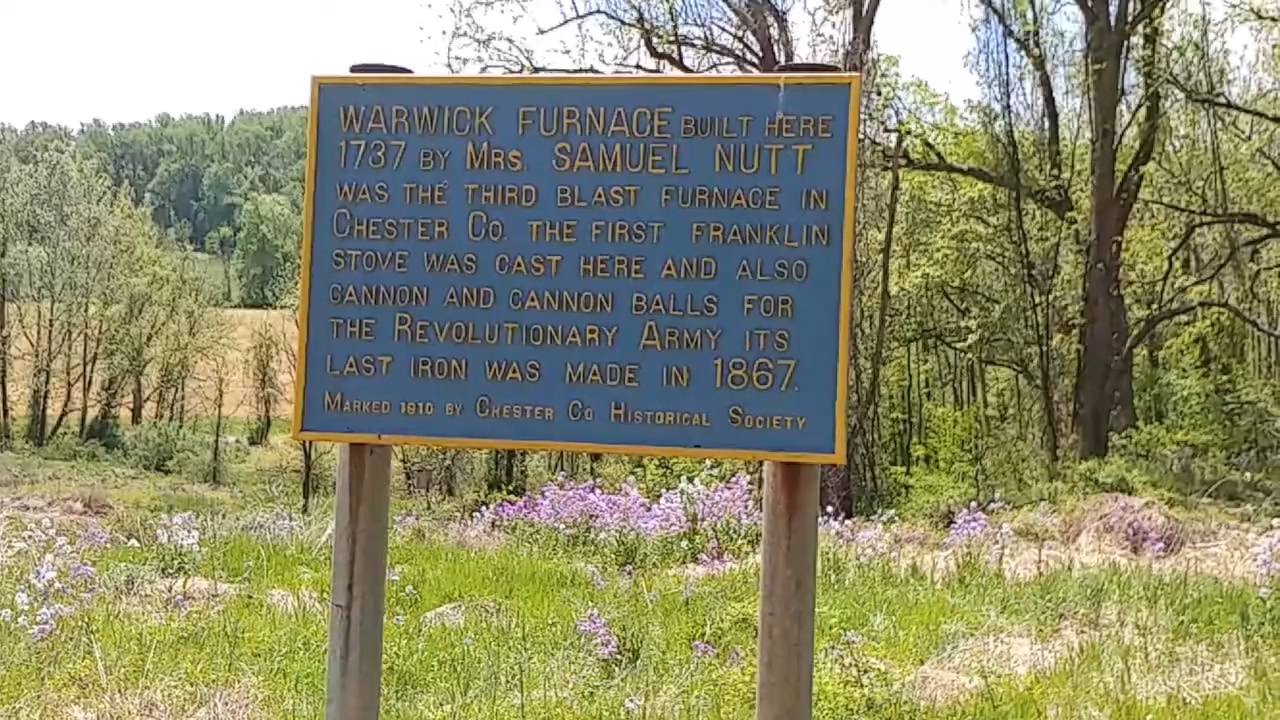 WARWICK FURNACE BUILT HERE
1737 BY MRS. SAMUEL NUTT
WAS THE THIRD BLAST FURNACE IN
CHESTER CO. THE FIRST FRANKLIN
STOVE WAS CAST HERE AND ALSO
CANNON AND CANNON BALLS FOR
THE REVOLUTIONARY ARMY ITS
LAST IRON WAS MADE IN 1867.
MARKED 1910 BY CHESTER CO HISTORICAL SOCIETY